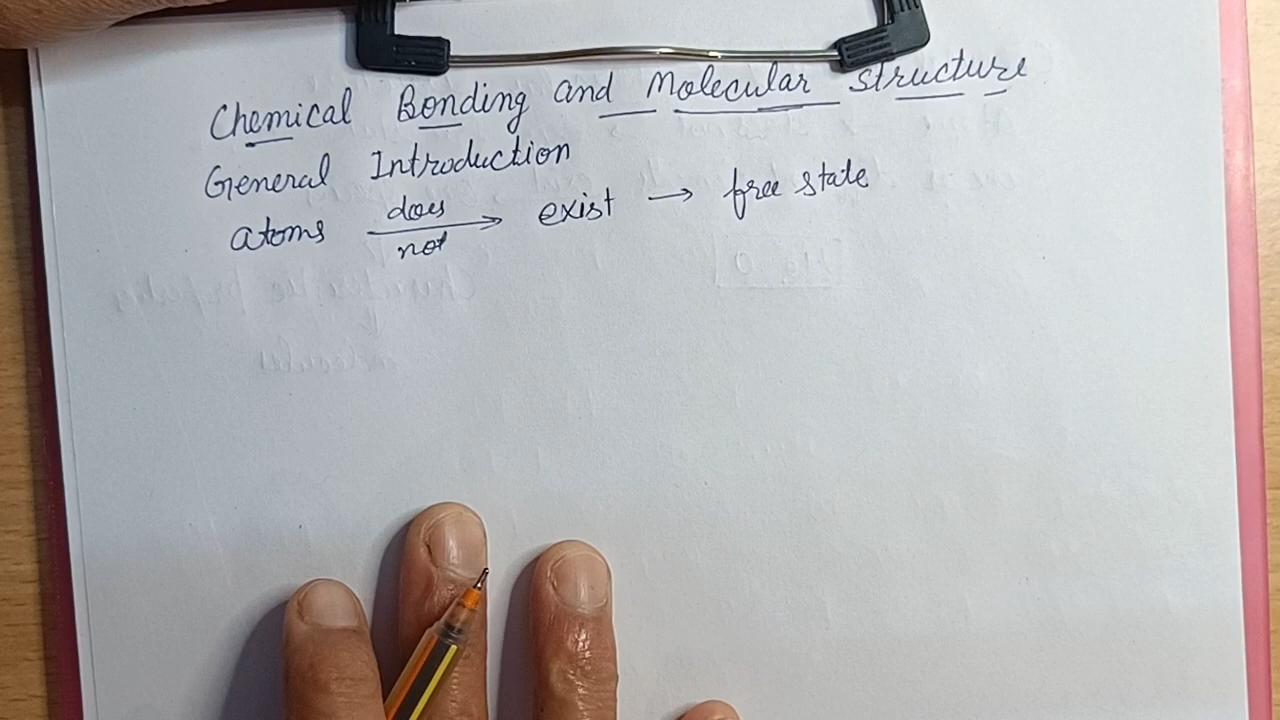 Chemical Bonding and Molecular structure
General Introduction
atoms does not → exist → free state